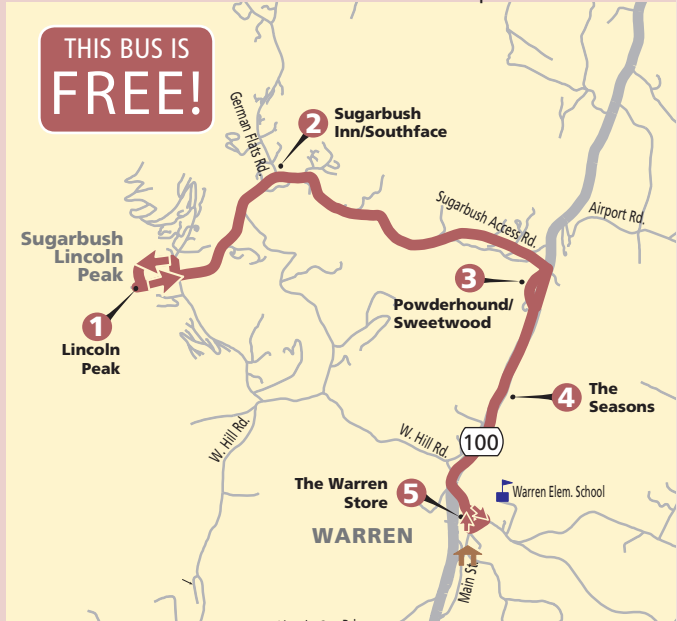 THIS BUS IS
FREE!
German Flats Rd.
2
Sugarbush
Inn/Southface
Sugarbush Access Rd.
Airport Rd.
Sugarbush
Lincoln
Peak
3
Powderhound/
Sweetwood
1
Lincoln
Peak
4
The
Seasons
W. Hill Rd.
W. Hill Rd.
100
The Warren
Store
5
Warren Elem. School
WARREN
Main St